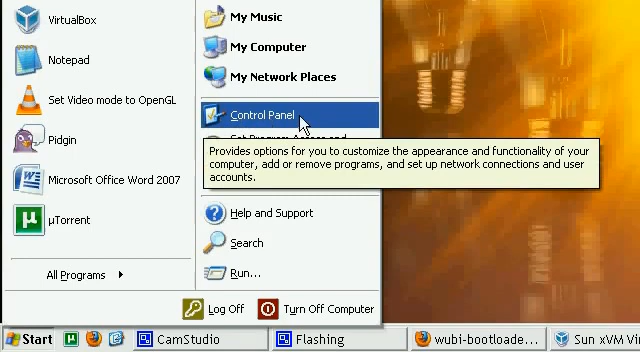 VirtualBox
Notepad
Set Video mode to OpenGL
Pidgin
Microsoft Office Word 2007
µTorrent
All Programs
My Music
My Computer
My Network Places
Control Panel
Provides options for you to customize the appearance and functionality of your
computer, add or remove programs, and set up network connections and user
accounts.
Help and Support
Search
Run...
Log Off
Turn Off Computer
Start
CamStudio
Flashing
wubi-bootloade...
Sun xVM Vi